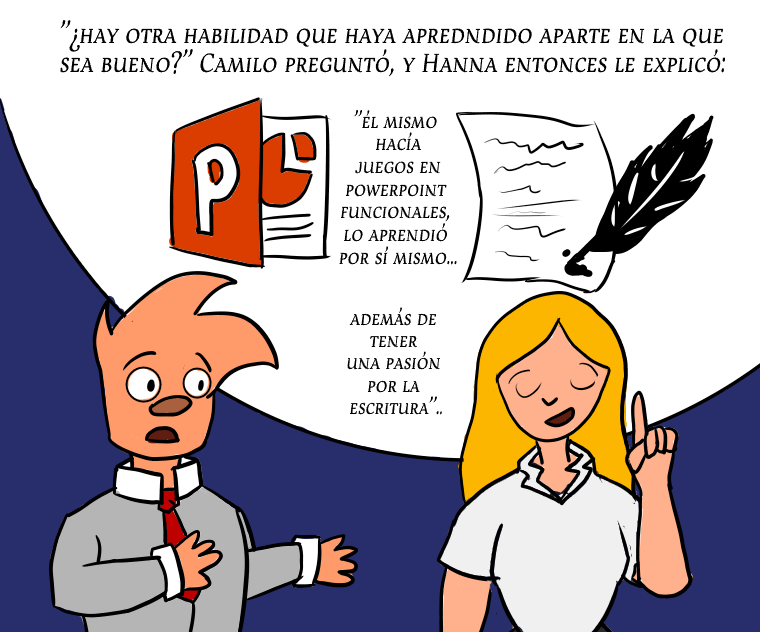 "¿HAY OTRA HABILIDAD QUE HAYA APREDNDIDO APARTE EN LA QUE
SEA BUENO?" CAMILO PREGUNTÓ, Y HANNA ENTONCES LE EXPLICÓ:
P
"ÉL MISMO
HACÍA
JUEGOS EN
POWERPOINT
FUNCIONALES,
LO APRENDIÓ
POR SÍ MISMO...
ADEMÁS DE
TENER
UNA PASIÓN
POR LA
ESCRITURA"..